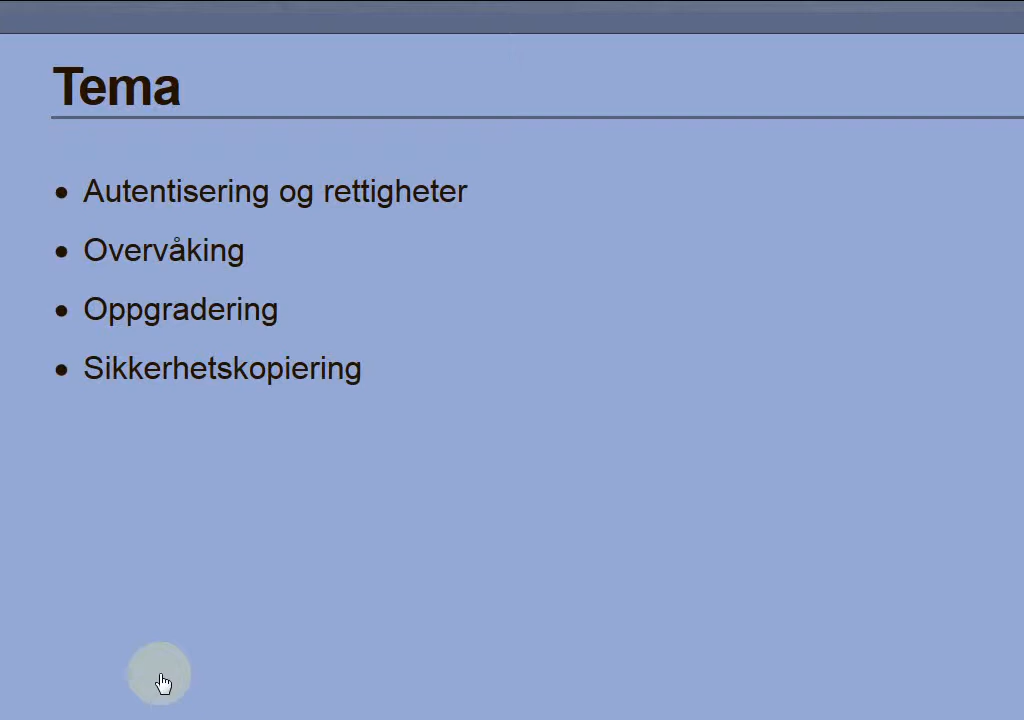 Tema
• Autentisering og rettigheter
• Overvåking
• Oppgradering
• Sikkerhetskopiering